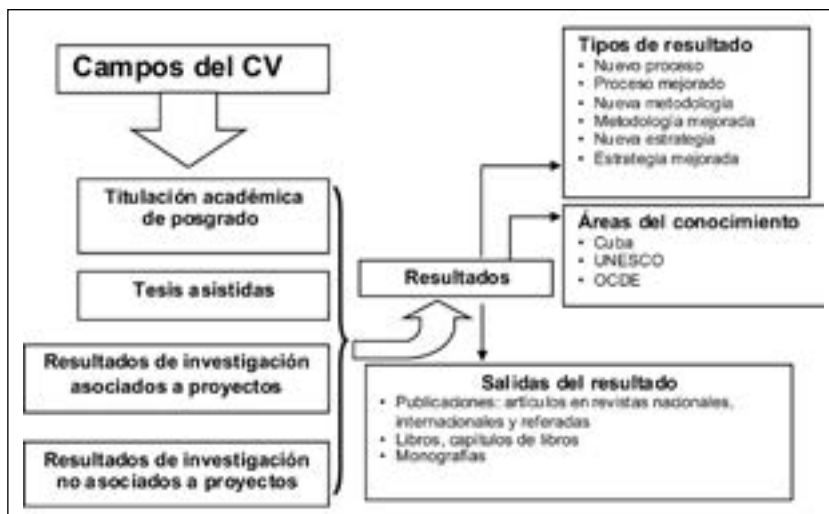 Campos del CV
Titulación académica
de posgrado
Tesis asistidas
Resultados de investigación
asociados a proyectos
Resultados de investigación
no asociados a proyectos
Resultados
Tipos de resultado
• Nuevo proceso
• Proceso mejorado
• Nueva metodología
• Metodología mejorada
• Nueva estrategia
• Estrategia mejorada
Áreas del conocimiento
• Cuba
• UNESCO
• OCDE
Salidas del resultado
• Publicaciones: artículos en revistas nacionales,
internacionales y referadas
• Libros, capítulos de libros
• Monografías